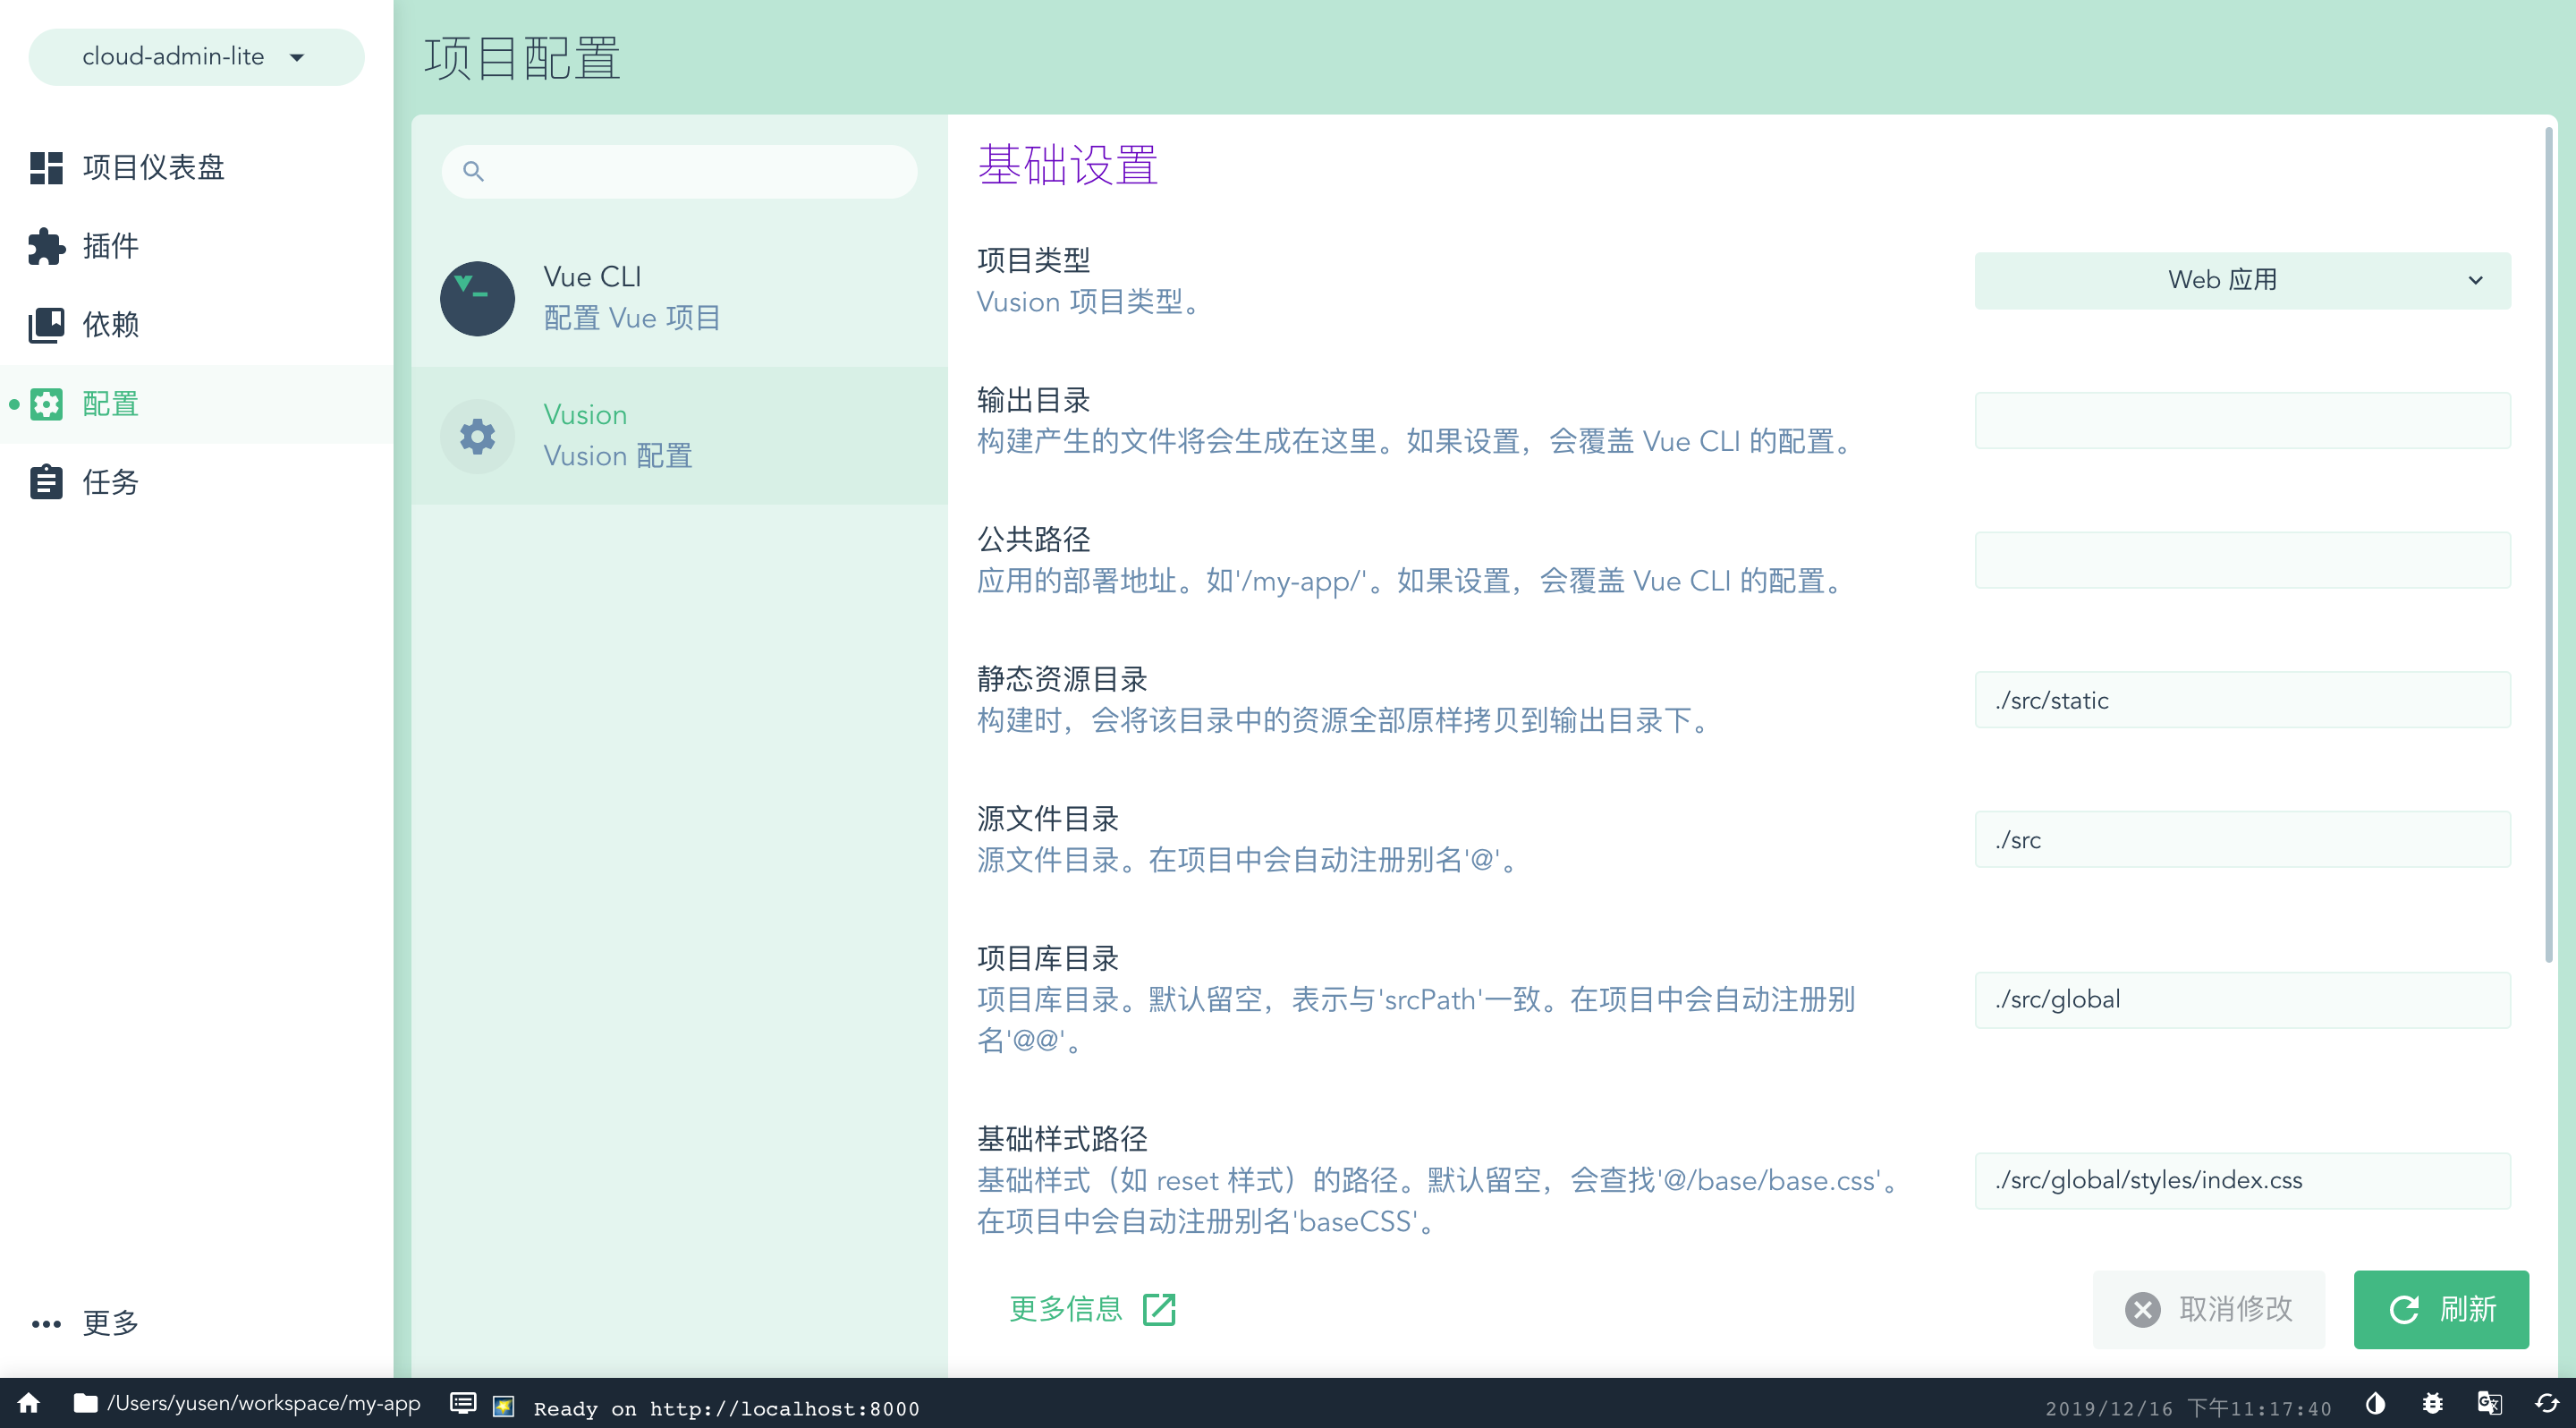 cloud-admin-lite
项目仪表盘
插件
依赖
配置
任务
更多
项目配置
Vue CLI
配置 Vue 项目
Vusion
Vusion 配置
基础设置
项目类型
Vusion 项目类型。
Web 应用
输出目录
构建产生的文件将会生成在这里。如果设置，会覆盖 Vue CLI 的配置。
公共路径
应用的部署地址。如'/my-app/'。如果设置，会覆盖 Vue CLI 的配置。
静态资源目录
构建时，会将该目录中的资源全部原样拷贝到输出目录下。
./src/static
源文件目录
源文件目录。在项目中会自动注册别名'@'。
./src
项目库目录
项目库目录。默认留空，表示与'srcPath'一致。在项目中会自动注册别
名'@@'。
./src/global
基础样式路径
基础样式（如 reset 样式）的路径。默认留空，会查找'@/base/base.css'。
在项目中会自动注册别名'baseCSS'。
./src/global/styles/index.css
更多信息
取消修改
刷新
/Users/yusen/workspace/my-app
Ready on http://localhost:8000
2019/12/16 下午11:17:40